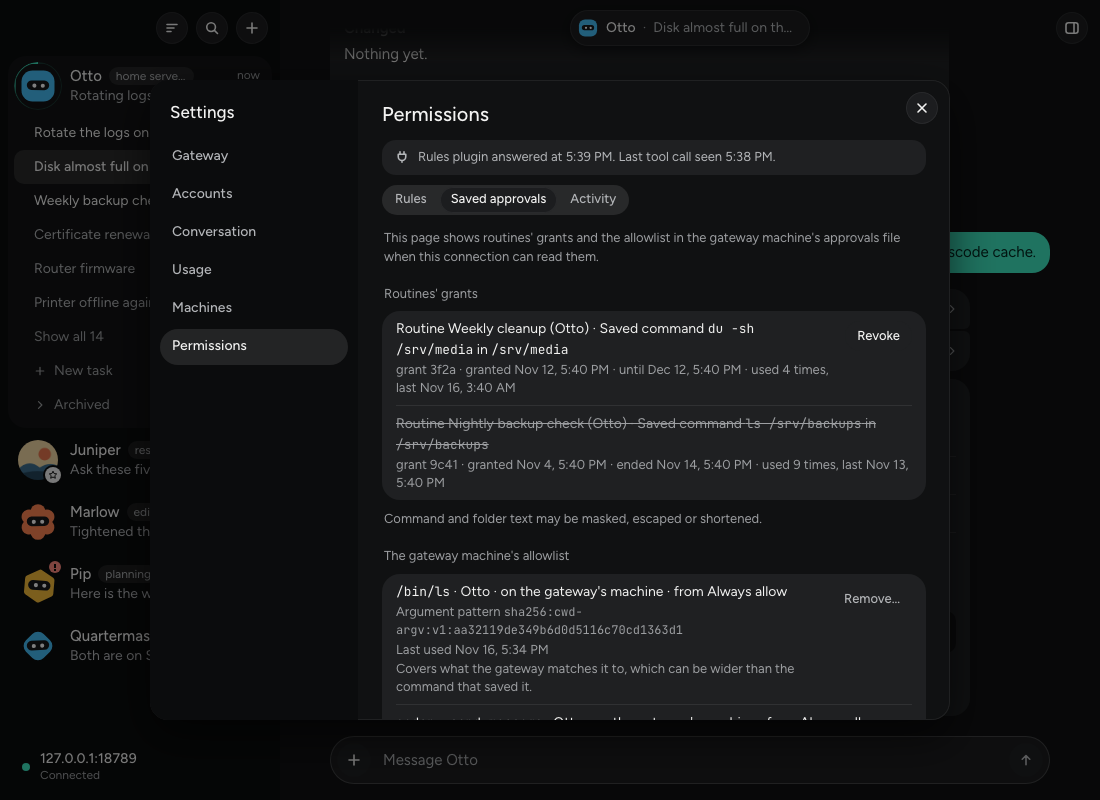 Otto · Disk almost full on th…
Nothing yet.
Otto home serve… now
Rotating logs
Rotate the logs on
Disk almost full on
Weekly backup che
Certificate renewa
Router firmware
Printer offline again
Show all 14
New task
Archived
Juniper res
Ask these fiv
Marlow edi
Tightened th
Pip planning
Here is the w
Quartermas
Both are on S
127.0.0.1:18789
Connected
Settings
Gateway
Accounts
Conversation
Usage
Machines
Permissions
Permissions
Rules plugin answered at 5:39 PM. Last tool call seen 5:38 PM.
Rules Saved approvals Activity
This page shows routines' grants and the allowlist in the gateway machine's approvals file
when this connection can read them.
Routines' grants
Routine Weekly cleanup (Otto) · Saved command du -sh
/srv/media in /srv/media
Revoke
grant 3f2a · granted Nov 12, 5:40 PM · until Dec 12, 5:40 PM · used 4 times,
last Nov 16, 3:40 AM
Routine Nightly backup check (Otto) · Saved command ls /srv/backups in
/srv/backups
grant 9c41 · granted Nov 4, 5:40 PM · ended Nov 14, 5:40 PM · used 9 times, last Nov 13,
5:40 PM
Command and folder text may be masked, escaped or shortened.
The gateway machine's allowlist
/bin/ls · Otto · on the gateway's machine · from Always allow
Remove…
Argument pattern sha256:cwd-
argv:v1:aa32119de349b6d0d5116c70cd1363d1
Last used Nov 16, 5:34 PM
Covers what the gateway matches it to, which can be wider than the
command that saved it.
scode cache.
Message Otto